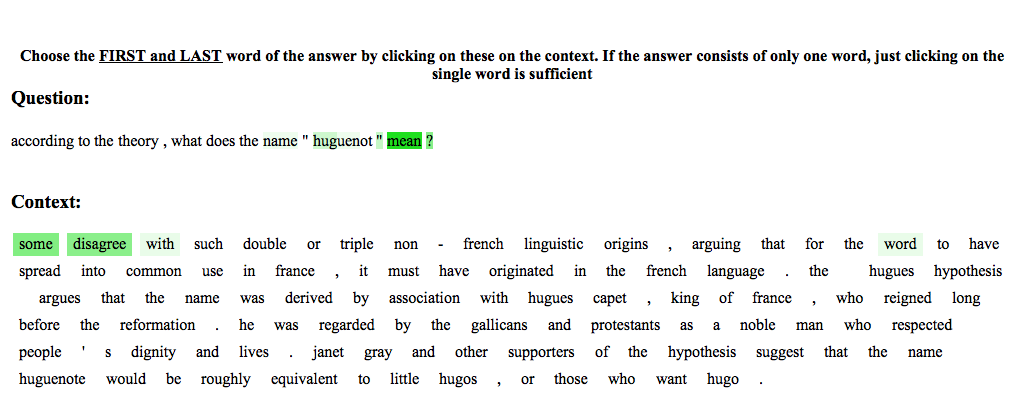 Choose the FIRST and LAST word of the answer by clicking on these on the context. If the answer consists of only one word, just clicking on the
single word is sufficient
Question:
according to the theory , what does the name " huguenot " mean ?
Context:
some disagree with such double or triple non - french linguistic origins , arguing that for the word to have
spread into common use in france , it must have originated in the french language . the hugues hypothesis
argues that the name was derived by association with hugues capet , king of france , who reigned long
before the reformation . he was regarded by the gallicans and protestants as a noble man who respected
people ' s dignity and lives . janet gray and other supporters of the hypothesis suggest that the name
huguenote would be roughly equivalent to little hugos , or those who want hugo .